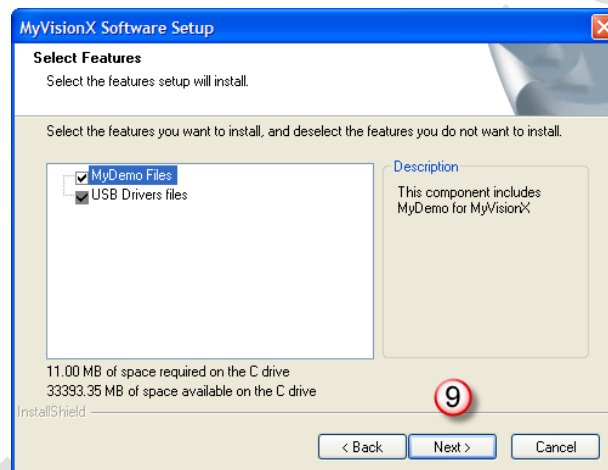 MyVisionX Software Setup
Select Features
Select the features setup will install.
Select the features you want to install, and deselect the features you do not want to install.
MyDemo Files
USB Drivers files
Description
This component includes
MyDemo for MyVisionX
11.00 MB of space required on the C drive
33393.35 MB of space available on the C drive
9
InstallShield
< Back Next > Cancel